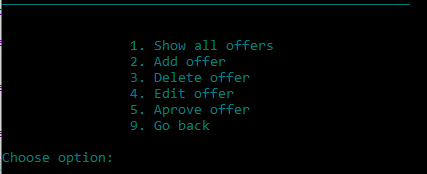 1. Show all offers
2. Add offer
3. Delete offer
4. Edit offer
5. Aprove offer
9. Go back
Choose option: